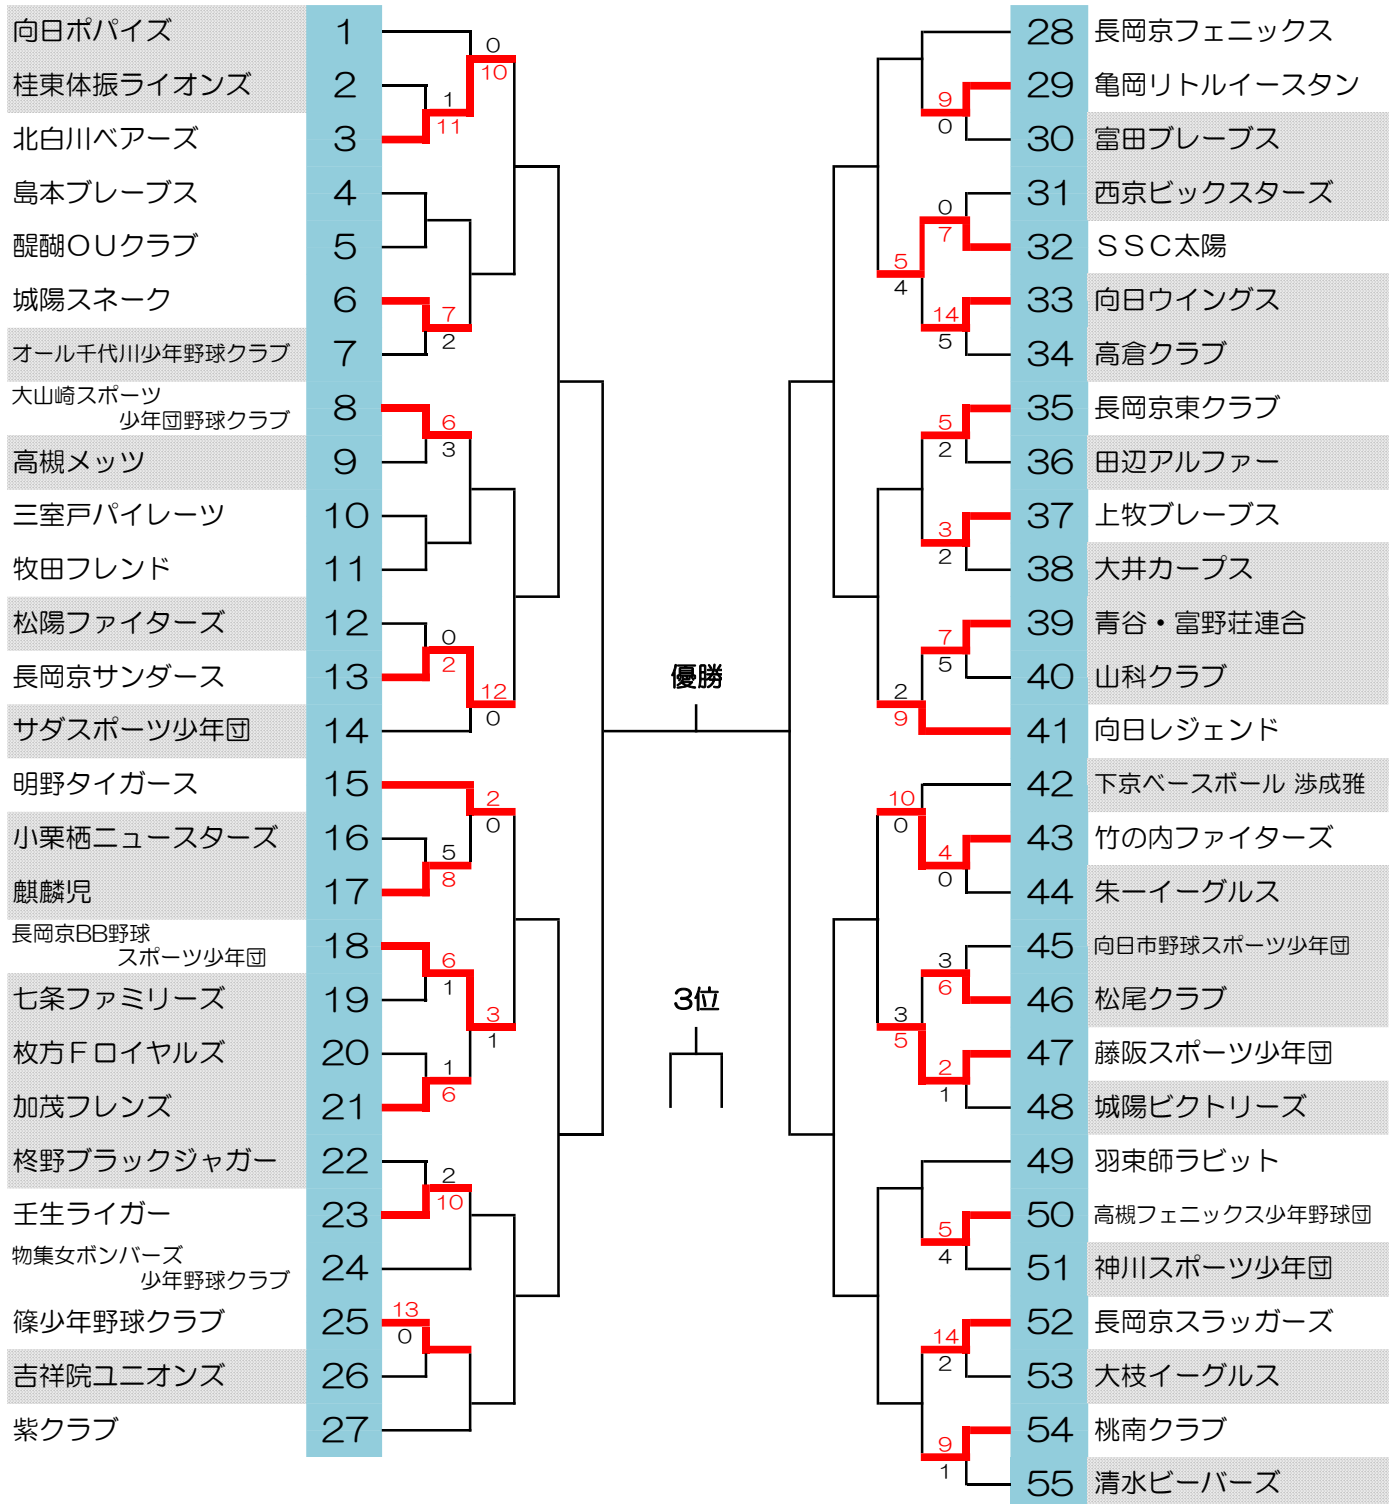 向日ポパイズ 1
桂東体振ライオンズ 2
北白川ベアーズ 3
島本ブレーブス 4
醍醐ＯＵクラブ 5
城陽スネーク 6
オール千代川少年野球クラブ 7
大山崎スポーツ
少年団野球クラブ 8
高槻メッツ 9
三室戸パイレーツ 10
牧田フレンド 11
松陽ファイターズ 12
長岡京サンダース 13
サダスポーツ少年団 14
明野タイガース 15
小栗栖ニュースターズ 16
麒麟児 17
長岡京BB野球
スポーツ少年団 18
七条ファミリーズ 19
枚方Ｆロイヤルズ 20
加茂フレンズ 21
柊野ブラックジャガー 22
壬生ライガー 23
物集女ボンバーズ
少年野球クラブ 24
篠少年野球クラブ 25
吉祥院ユニオンズ 26
紫クラブ 27
0
10
1
11
7
2
6
3
0
2
12
0
2
0
5
8
6
1
3
1
1
6
2
10
13
0
優勝
3位
9
0
0
7
5
4
14
5
5
2
3
2
7
5
2
9
10
0
4
0
3
6
3
5
2
1
5
4
14
2
9
1
28 長岡京フェニックス
29 亀岡リトルイースタン
30 富田ブレーブス
31 西京ビックスターズ
32 ＳＳＣ太陽
33 向日ウイングス
34 高倉クラブ
35 長岡京東クラブ
36 田辺アルファー
37 上牧ブレーブス
38 大井カープス
39 青谷・富野荘連合
40 山科クラブ
41 向日レジェンド
42 下京ベースボール 渉成雅
43 竹の内ファイターズ
44 朱一イーグルス
45 向日市野球スポーツ少年団
46 松尾クラブ
47 藤阪スポーツ少年団
48 城陽ビクトリーズ
49 羽束師ラビット
50 高槻フェニックス少年野球団
51 神川スポーツ少年団
52 長岡京スラッガーズ
53 大枝イーグルス
54 桃南クラブ
55 清水ビーバーズ